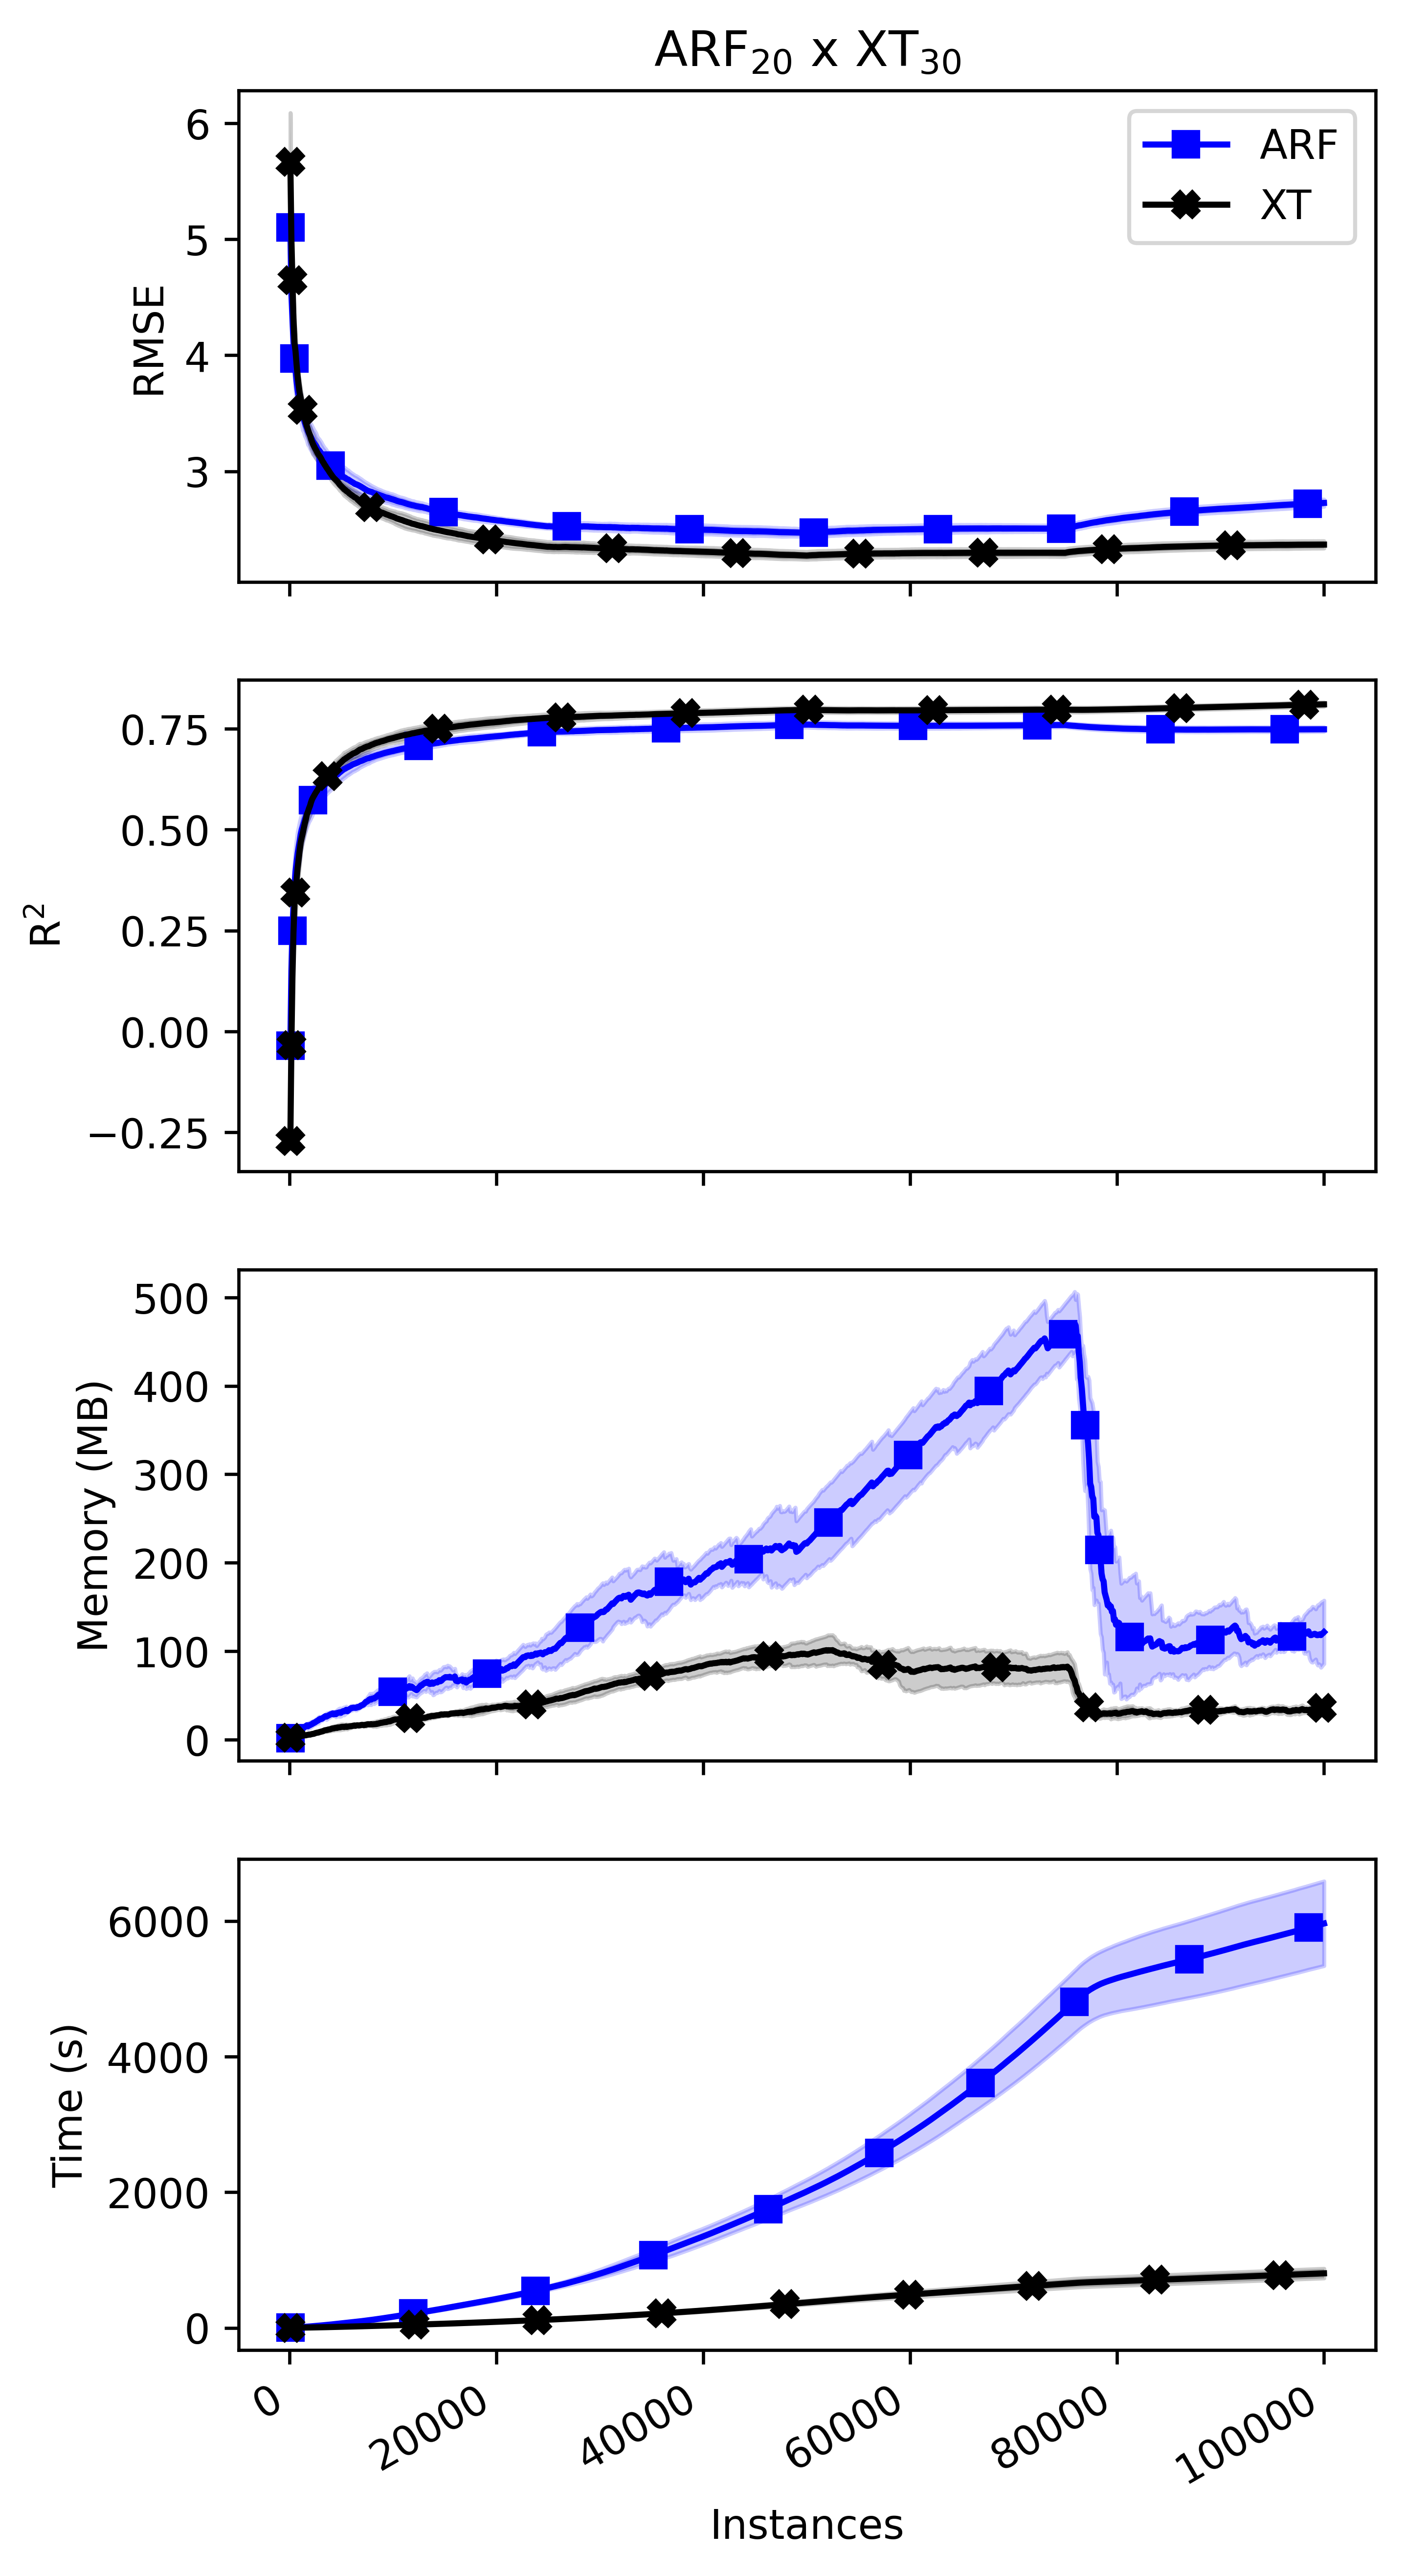 ARF₂₀ x XT₃₀
6
5
4
3
RMSE
ARF
XT
0.75
0.50
0.25
0.00
−0.25
R²
500
400
300
200
100
0
Memory (MB)
6000
4000
2000
0
Time (s)
0 20000 40000 60000 80000 100000
Instances